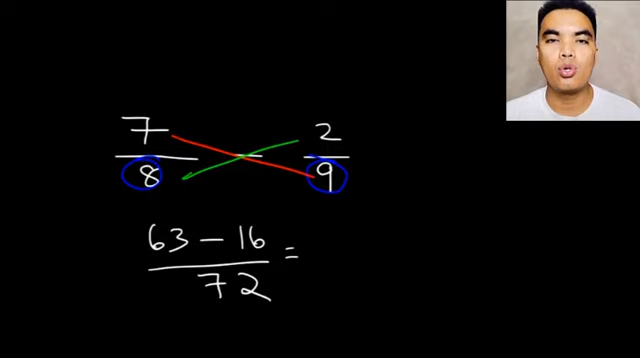 7/8 - 2/9
(63 - 16)/72 =